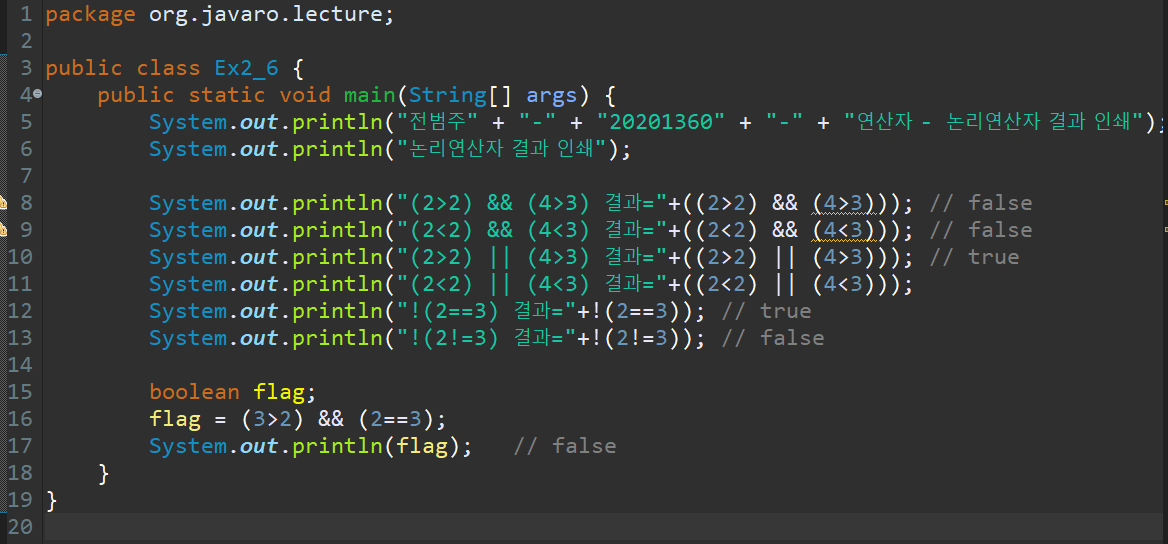 1 package org.javaro.lecture;
2
3 public class Ex2_6 {
4     public static void main(String[] args) {
5         System.out.println("전범주" + "-" + "20201360" + "-" + "연산자 - 논리연산자 결과 인쇄");
6         System.out.println("논리연산자 결과 인쇄");
7
8         System.out.println("(2>2) && (4>3) 결과="+((2>2) && (4>3))); // false
9         System.out.println("(2<2) && (4<3) 결과="+((2<2) && (4<3))); // false
10         System.out.println("(2>2) || (4>3) 결과="+((2>2) || (4>3))); // true
11         System.out.println("(2<2) || (4<3) 결과="+((2<2) || (4<3)));
12         System.out.println("!(2==3) 결과="+!(2==3)); // true
13         System.out.println("!(2!=3) 결과="+!(2!=3)); // false
14
15         boolean flag;
16         flag = (3>2) && (2==3);
17         System.out.println(flag);   // false
18     }
19 }
20